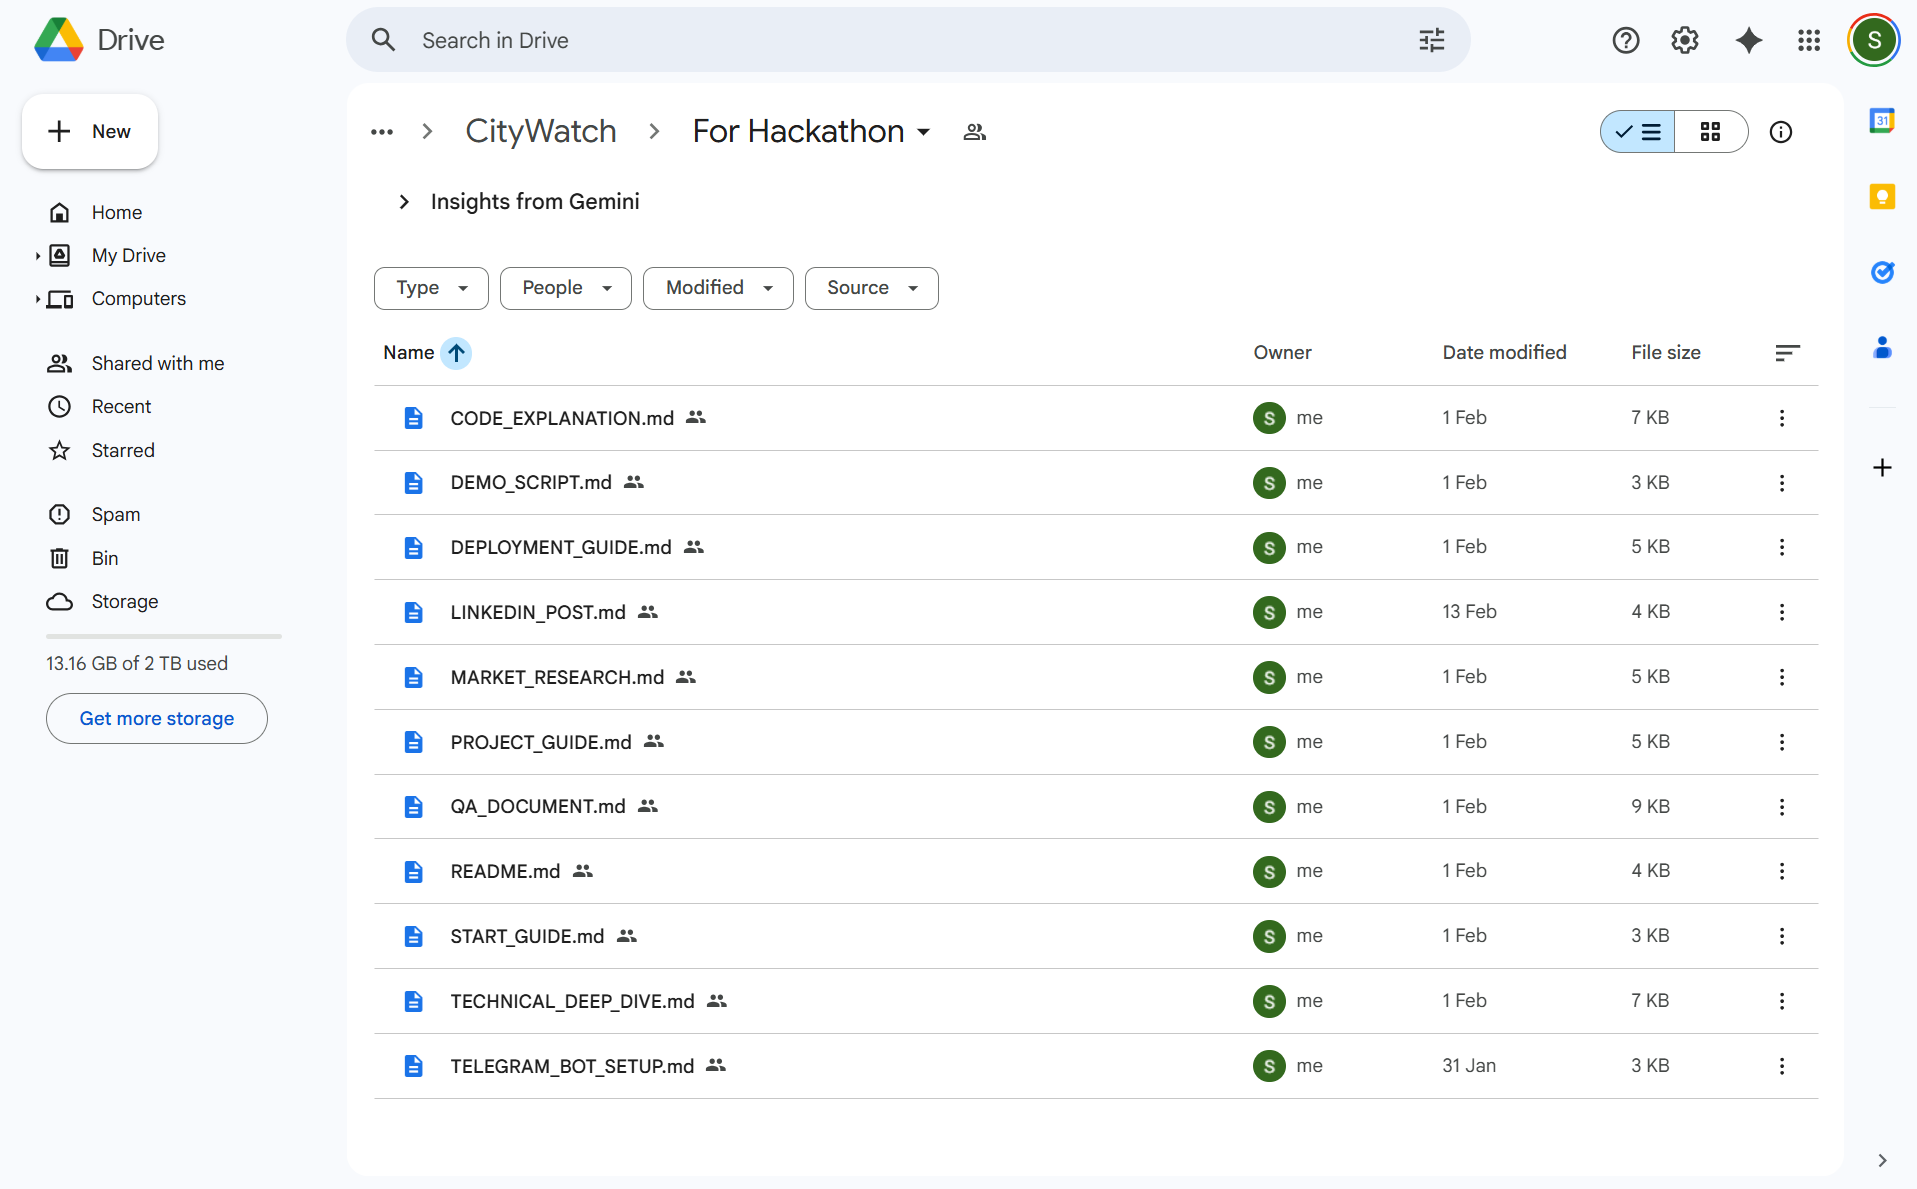 Drive
Search in Drive
S
New
CityWatch
For Hackathon
Insights from Gemini
Home
My Drive
Computers
Shared with me
Recent
Starred
Spam
Bin
Storage
13.16 GB of 2 TB used
Get more storage
Type
People
Modified
Source
Name Owner Date modified File size
CODE_EXPLANATION.md S me 1 Feb 7 KB
DEMO_SCRIPT.md S me 1 Feb 3 KB
DEPLOYMENT_GUIDE.md S me 1 Feb 5 KB
LINKEDIN_POST.md S me 13 Feb 4 KB
MARKET_RESEARCH.md S me 1 Feb 5 KB
PROJECT_GUIDE.md S me 1 Feb 5 KB
QA_DOCUMENT.md S me 1 Feb 9 KB
README.md S me 1 Feb 4 KB
START_GUIDE.md S me 1 Feb 3 KB
TECHNICAL_DEEP_DIVE.md S me 1 Feb 7 KB
TELEGRAM_BOT_SETUP.md S me 31 Jan 3 KB
31